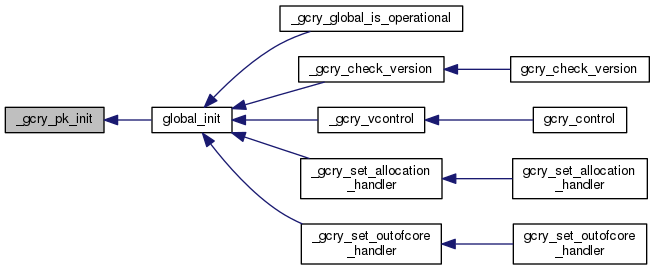 _gcry_pk_init
global_init
_gcry_global_is_operational
_gcry_check_version
gcry_check_version
_gcry_vcontrol
gcry_control
_gcry_set_allocation
_handler
gcry_set_allocation
_handler
_gcry_set_outofcore
_handler
gcry_set_outofcore
_handler